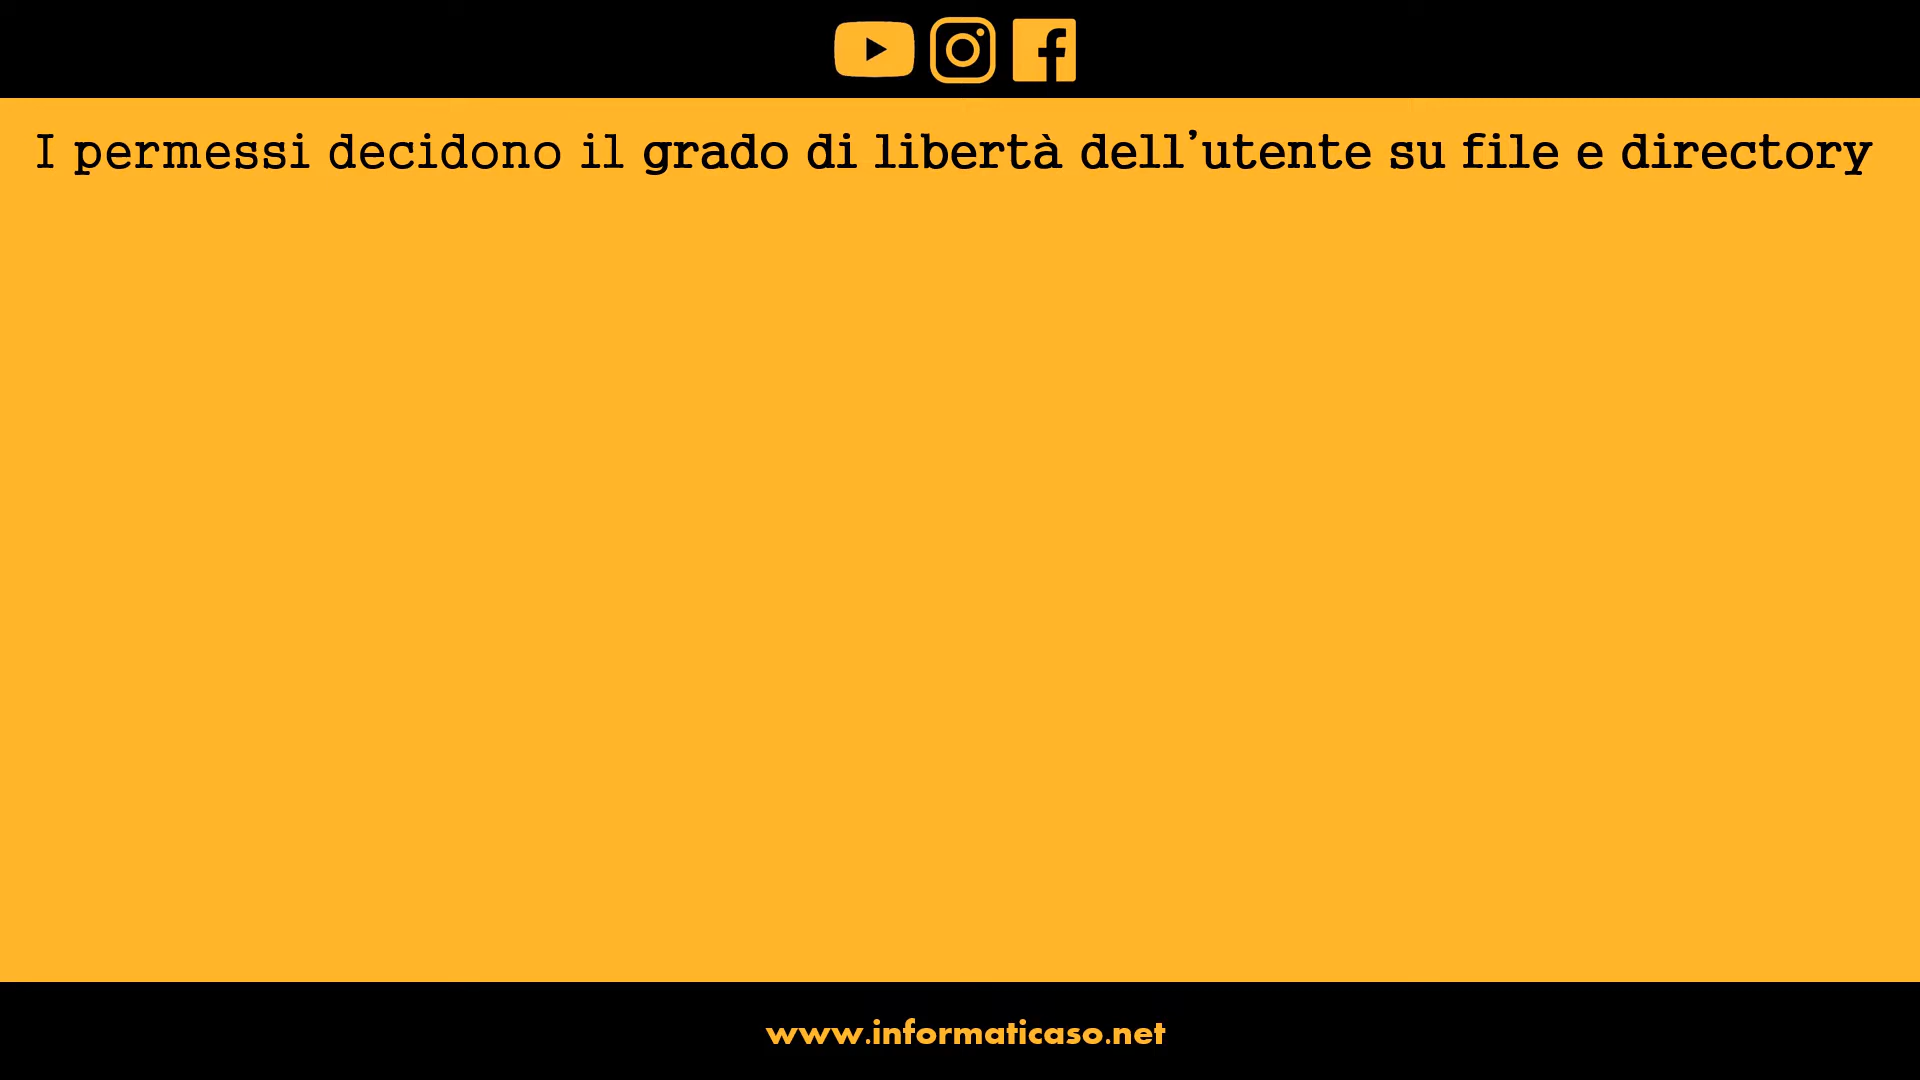 I permessi decidono il grado di libertà dell'utente su file e directory
www.informaticaso.net